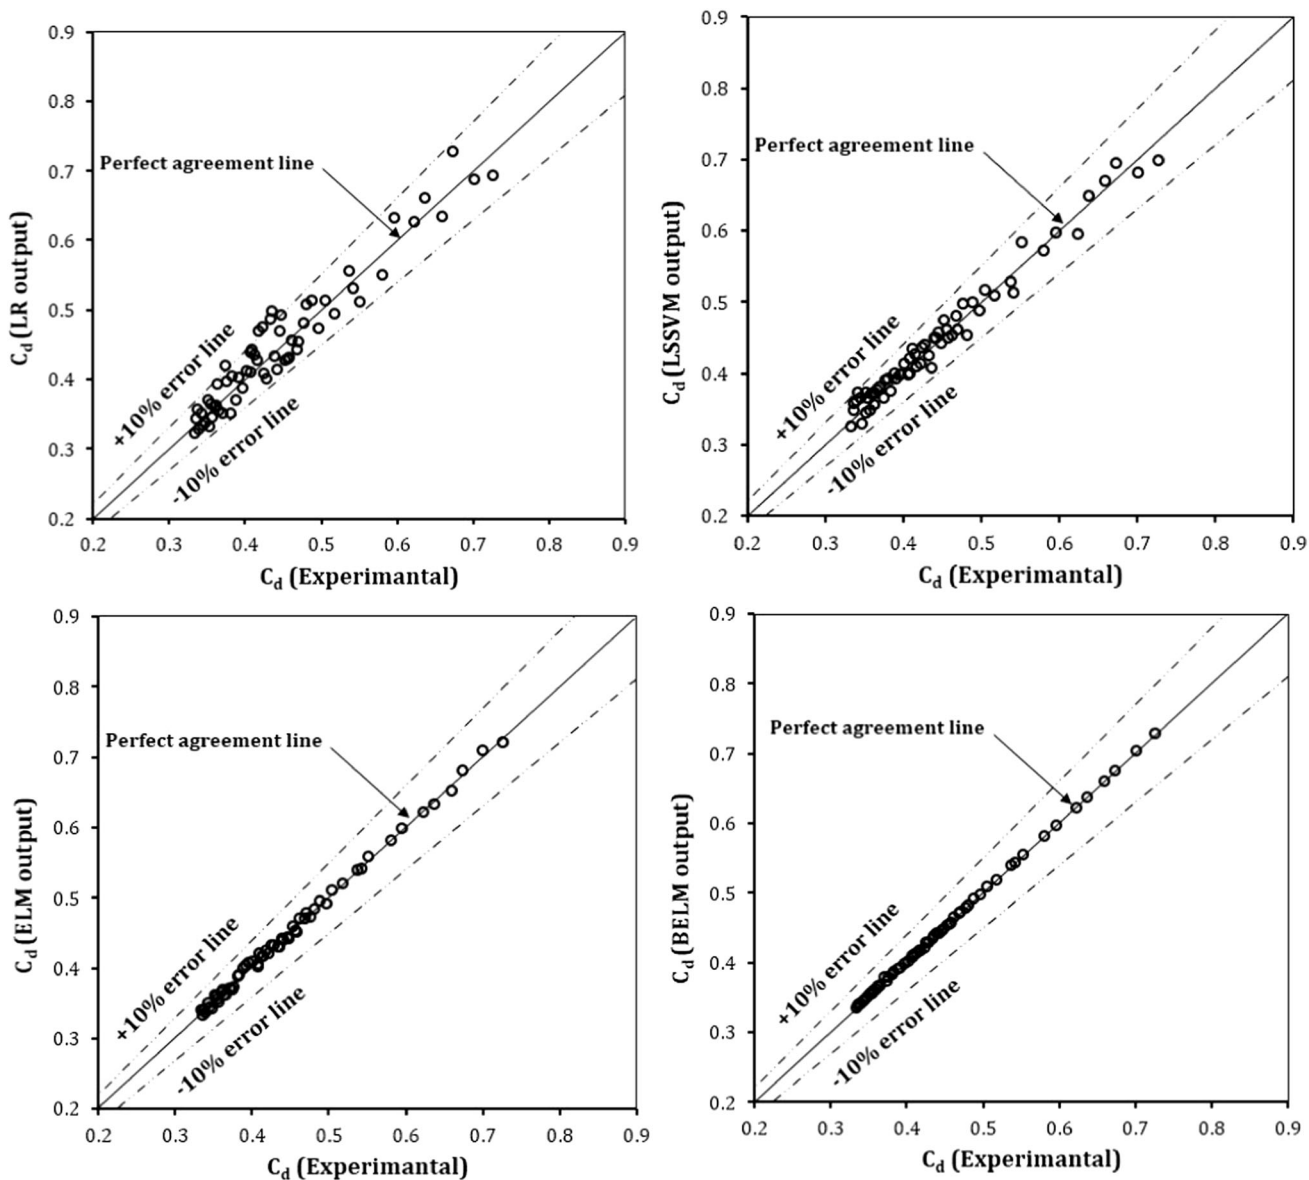 0.9
0.8
0.7
0.6
0.5
0.4
0.3
0.2
Cd (LR output)
Perfect agreement line
+10% error line
-10% error line
0.2 0.3 0.4 0.5 0.6 0.7 0.8 0.9
Cd (Experimantal)
0.9
0.8
0.7
0.6
0.5
0.4
0.3
0.2
Cd (LSSVM output)
Perfect agreement line
+10% error line
-10% error line
0.2 0.3 0.4 0.5 0.6 0.7 0.8 0.9
Cd (Experimantal)
0.9
0.8
0.7
0.6
0.5
0.4
0.3
0.2
Cd (ELM output)
Perfect agreement line
+10% error line
-10% error line
0.2 0.3 0.4 0.5 0.6 0.7 0.8 0.9
Cd (Experimantal)
0.9
0.8
0.7
0.6
0.5
0.4
0.3
0.2
Cd (BELM output)
Perfect agreement line
+10% error line
-10% error line
0.2 0.3 0.4 0.5 0.6 0.7 0.8 0.9
Cd (Experimantal)